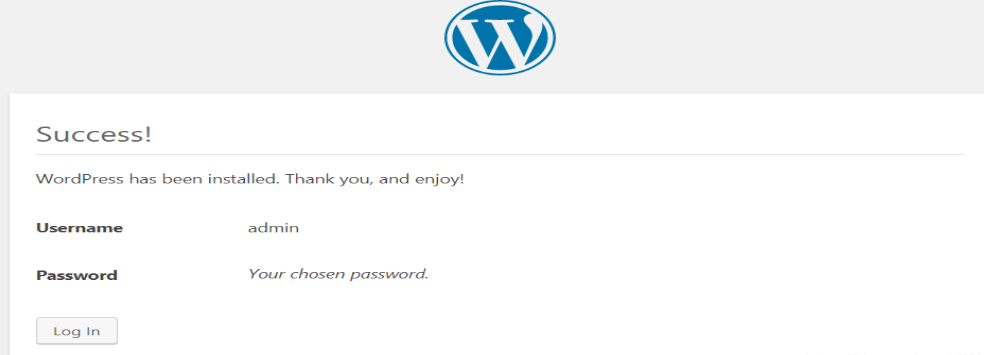 Success!
WordPress has been installed. Thank you, and enjoy!
Username admin
Password Your chosen password.
Log In